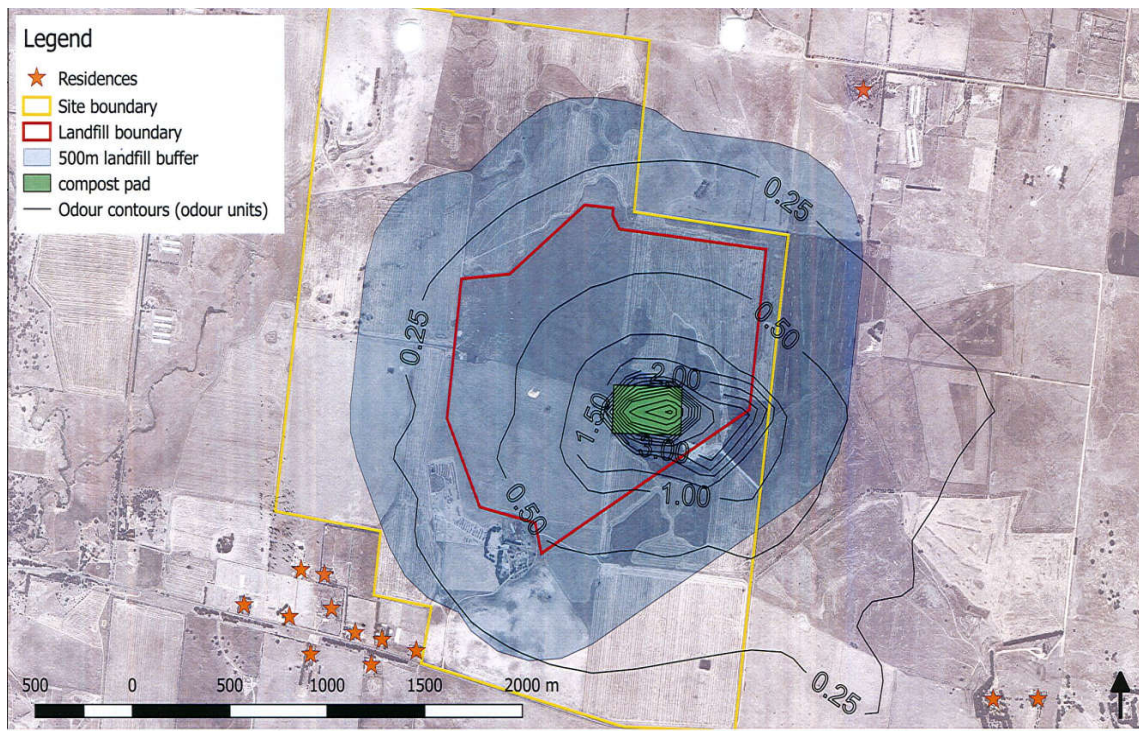 Legend
Residences
Site boundary
Landfill boundary
500m landfill buffer
compost pad
Odour contours (odour units)
0.25
0.25
0.50
2.00
1.50
3.00
1.00
0.50
0.25
500 0 500 1000 1500 2000 m